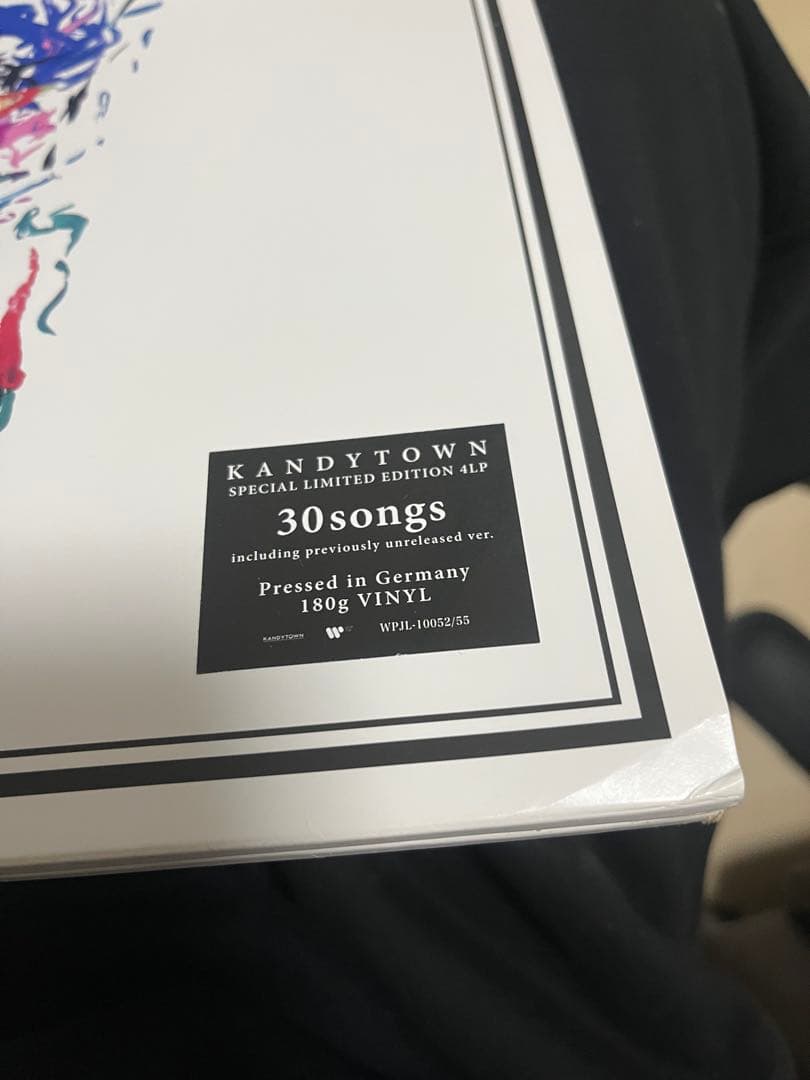 KANDYTOWN
SPECIAL LIMITED EDITION 4LP
30songs
including previously unreleased ver.
Pressed in Germany
180g VINYL
KANDYTOWN WPJL-10052/55